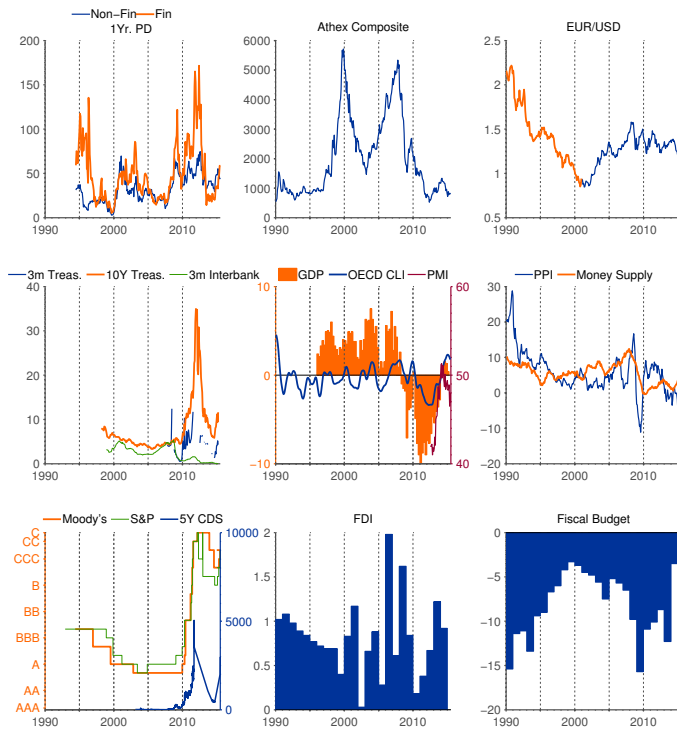 Non−Fin Fin
1Yr. PD
200
150
100
50
0
1990 2000 2010
Athex Composite
6000
5000
4000
3000
2000
1000
0
1990 2000 2010
EUR/USD
2.5
2
1.5
1
0.5
1990 2000 2010
3m Treas. 10Y Treas. 3m Interbank
40
30
20
10
0
1990 2000 2010
GDP OECD CLI PMI
10
0
−10
60
50
40
1990 2000 2010
PPI Money Supply
30
20
10
0
−10
−20
1990 2000 2010
Moody's S&P 5Y CDS
C
CC
CCC
B
BB
BBB
A
AA
AAA
10000
5000
0
1990 2000 2010
FDI
2
1.5
1
0.5
0
1990 2000 2010
Fiscal Budget
0
−5
−10
−15
−20
1990 2000 2010